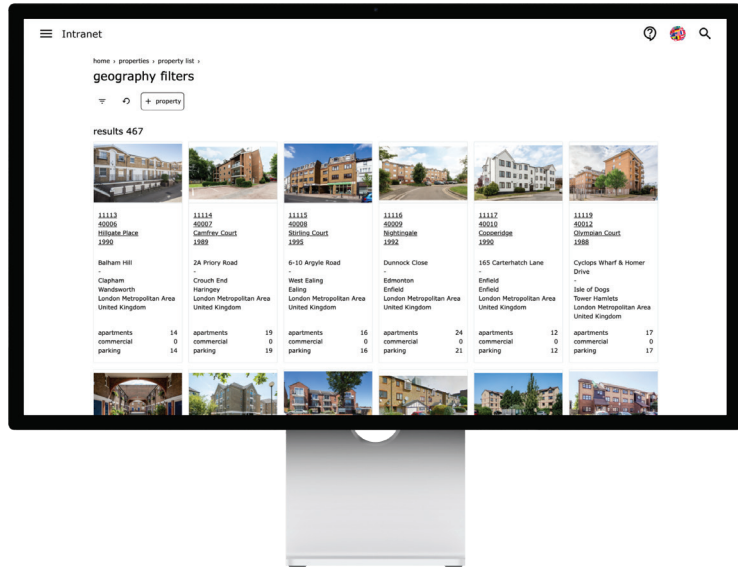 Intranet
home › properties › property list ›
geography filters
+ property
results 467
11113
40006
Hillgate Place
1990
Balham Hill
-
Clapham
Wandsworth
London Metropolitan Area
United Kingdom
apartments 14
commercial 0
parking 14
11114
40007
Camfrey Court
1989
2A Priory Road
-
Crouch End
Haringey
London Metropolitan Area
United Kingdom
apartments 19
commercial 0
parking 19
11115
40008
Stirling Court
1995
6-10 Argyle Road
-
West Ealing
Ealing
London Metropolitan Area
United Kingdom
apartments 16
commercial 0
parking 16
11116
40009
Nightingale
1992
Dunnock Close
-
Edmonton
Enfield
London Metropolitan Area
United Kingdom
apartments 24
commercial 0
parking 21
11117
40010
Copperidge
1990
165 Carterhatch Lane
-
Enfield
Enfield
London Metropolitan Area
United Kingdom
apartments 12
commercial 0
parking 12
11119
40012
Olympian Court
1988
Cyclops Wharf & Homer
Drive
-
Isle of Dogs
Tower Hamlets
London Metropolitan Area
United Kingdom
apartments 17
commercial 0
parking 17